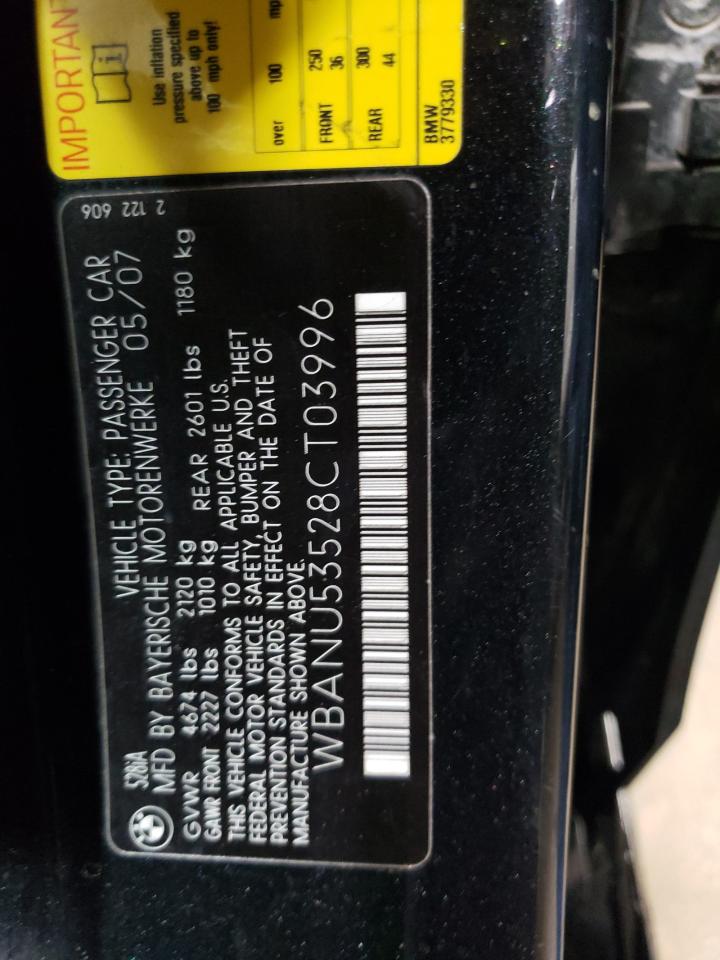 IMPORTAN
Use inflation
pressure specified
above up to
100 mph only!
over 100 mp
FRONT 250
36
REAR 300
44
BMW
3779330
2 122 606
528iA
VEHICLE TYPE: PASSENGER CAR
MFD BY BAYERISCHE MOTORENWERKE 05/07
GVWR 4674 lbs 2120 kg
GAWR FRONT 2227 lbs 1010 kg REAR 2601 lbs 1180 kg
THIS VEHICLE CONFORMS TO ALL APPLICABLE U.S.
FEDERAL MOTOR VEHICLE SAFETY, BUMPER AND THEFT
PREVENTION STANDARDS IN EFFECT ON THE DATE OF
MANUFACTURE SHOWN ABOVE.
WBANU53528CT03996